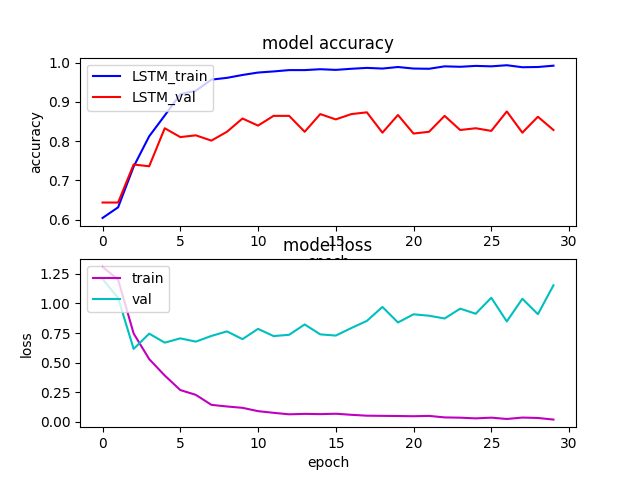 model accuracy
1.0
0.9
0.8
0.7
0.6
accuracy
LSTM_train
LSTM_val
0 5 10 15 20 25 30
epoch
model loss
1.25
1.00
0.75
0.50
0.25
0.00
loss
train
val
0 5 10 15 20 25 30
epoch